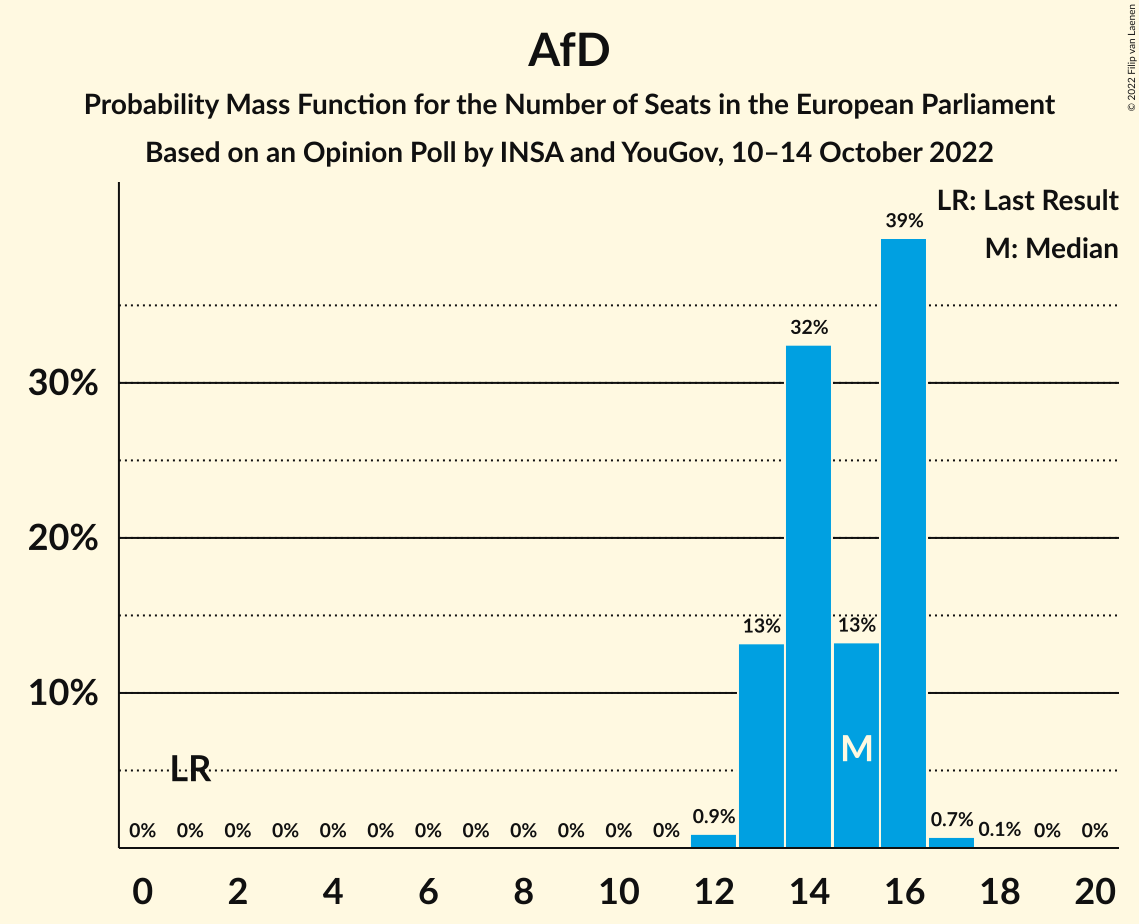 AfD
Probability Mass Function for the Number of Seats in the European Parliament
Based on an Opinion Poll by INSA and YouGov, 10–14 October 2022
© 2022 Filip van Laenen
LR: Last Result
M: Median
39%
32%
30%
20%
13% 13%
10%
M
LR
0% 0% 0% 0% 0% 0% 0% 0% 0% 0% 0% 0% 0.9% 0.7% 0.1% 0% 0%
0 2 4 6 8 10 12 14 16 18 20